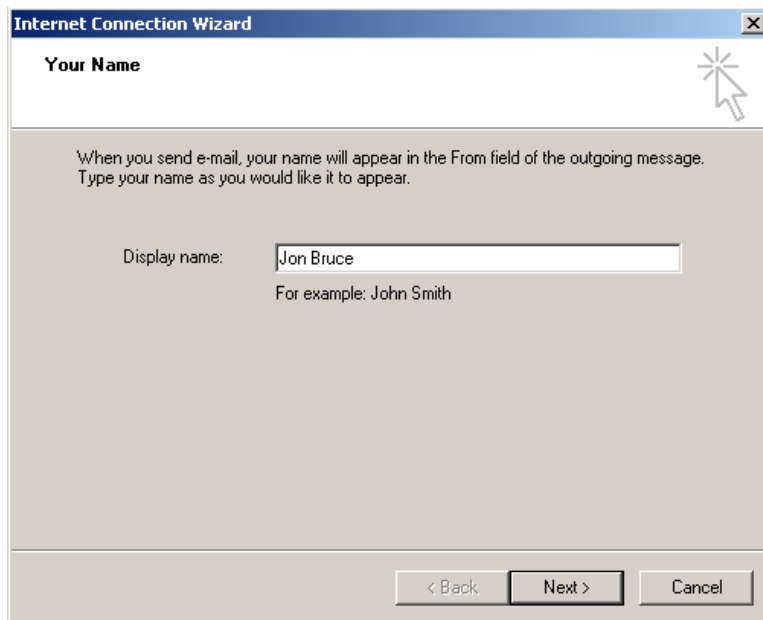 Internet Connection Wizard
Your Name
When you send e-mail, your name will appear in the From field of the outgoing message.
Type your name as you would like it to appear.
Display name: Jon Bruce
For example: John Smith
< Back Next > Cancel